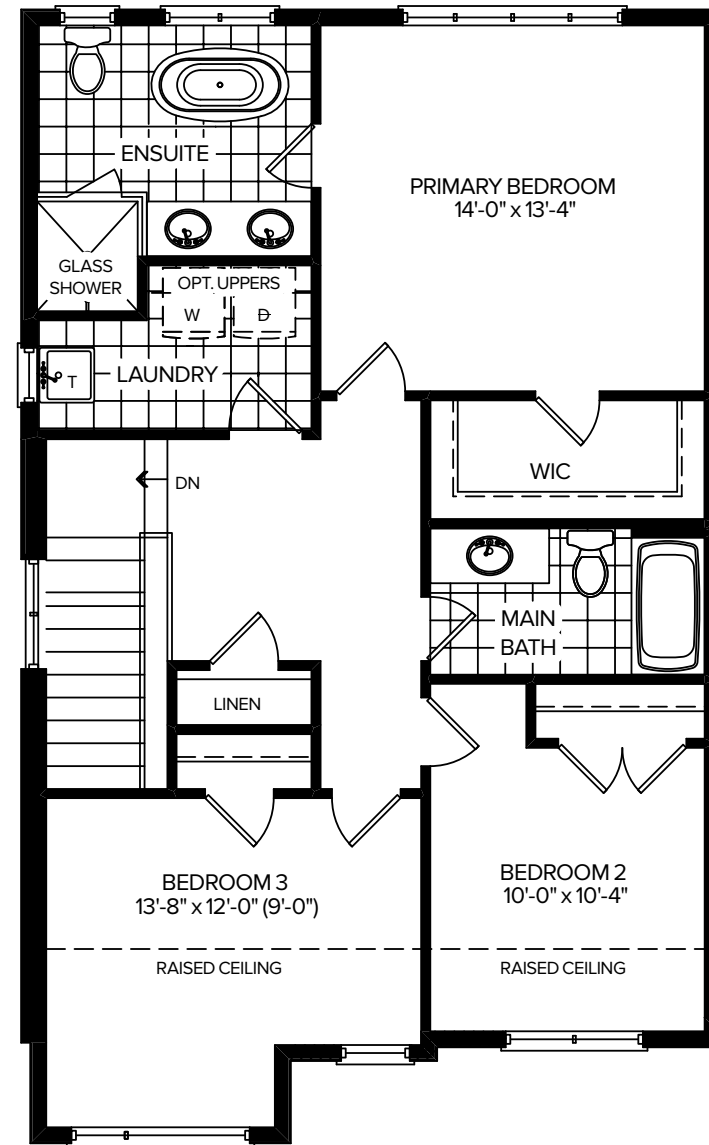 ENSUITE
PRIMARY BEDROOM
14'-0" x 13'-4"
GLASS
SHOWER
OPT. UPPERS
W
D
T
LAUNDRY
WIC
DN
MAIN
BATH
LINEN
BEDROOM 3
13'-8" x 12'-0" (9'-0")
BEDROOM 2
10'-0" x 10'-4"
RAISED CEILING
RAISED CEILING